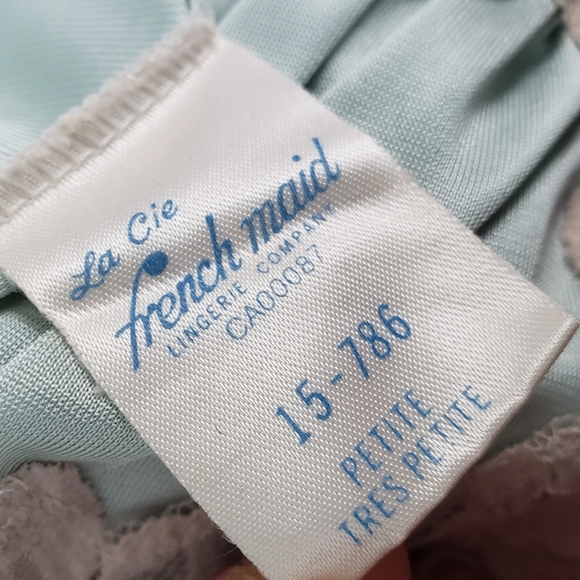 La Cie
french maid
LINGERIE COMPANY
CA00087
15-786
PETITE
TRES PETITE